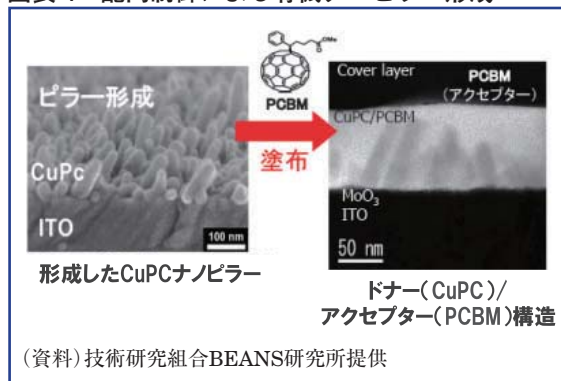 OMe
O
PCBM
塗布
ピラー形成
CuPc
ITO
100 nm
形成したCuPCナノピラー
Cover layer
PCBM
(アクセプター)
CuPC/PCBM
MoO3
ITO
50 nm
ドナー(CuPC)/
アクセプター(PCBM)構造
(資料)技術研究組合BEANS研究所提供